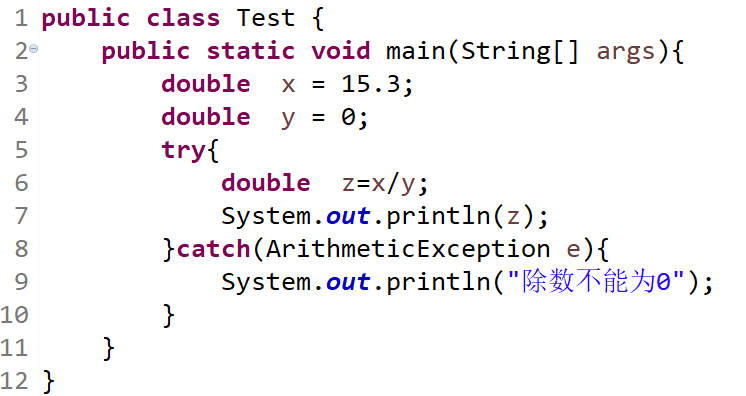 1 public class Test {
2 public static void main(String[] args){
3 double  x = 15.3;
4 double  y = 0;
5 try{
6 double  z=x/y;
7 System.out.println(z);
8 }catch(ArithmeticException e){
9 System.out.println("除数不能为0");
10 }
11 }
12 }